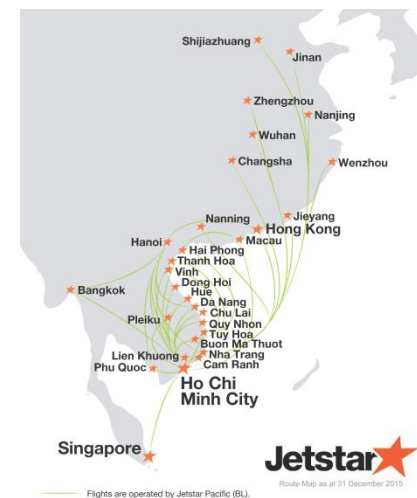 Shijiazhuang
Jinan
Zhengzhou
Nanjing
Wuhan
Changsha
Wenzhou
Nanning
Jieyang
Hong Kong
Hanoi
Macau
Hai Phong
Thanh Hoa
Vinh
Dong Hoi
Bangkok
Hue
Da Nang
Pleiku
Chu Lai
Quy Nhon
Tuy Hoa
Buon Ma Thuot
Lien Khuong
Nha Trang
Phu Quoc
Cam Ranh
Ho Chi
Minh City
Singapore
Jetstar
Route Map as at 31 December 2015
Flights are operated by Jetstar Pacific (BL).